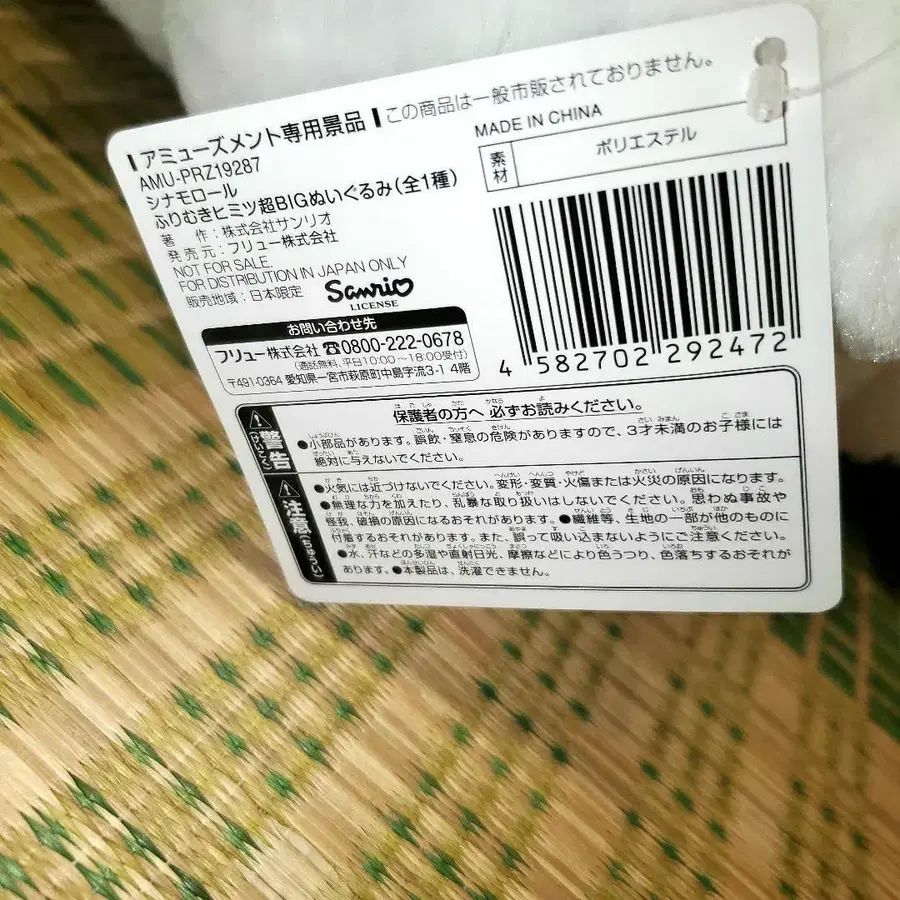 アミューズメント専用景品 この商品は一般市販されておりません。
AMU-PRZ19287
シナモロール
ふりむきヒミツ超BIGぬいぐるみ(全1種)
著 作:株式会社サンリオ
発売元:フリュー株式会社
NOT FOR SALE.
FOR DISTRIBUTION IN JAPAN ONLY
販売地域:日本限定
Sanrio
LICENSE
MADE IN CHINA
素材 ポリエステル
4 582702 292472
お問い合わせ先
フリュー株式会社 ☎0800-222-0678
(通話無料、平日10:00〜18:00受付)
〒491-0364 愛知県一宮市萩原町中島字流3-1 4階
警告(けいこく)
保護者の方へ 必ずお読みください。
●小部品があります。誤飲・窒息の危険がありますので、3才未満のお子様には
絶対に与えないでください。
注意(ちゅうい)
●火気には近づけないでください。変形・変質・火傷または火災の原因になります。
●無理な力を加えたり、乱暴な取り扱いはしないでください。思わぬ事故や
怪我、破損の原因になるおそれがあります。●繊維等、生地の一部が他のものに
付着するおそれがあります。また、誤って吸い込まないようにご注意ください。
●水、汗などの多湿や直射日光、摩擦などにより色うつり、色落ちするおそれが
あります。●本製品は、洗濯できません。